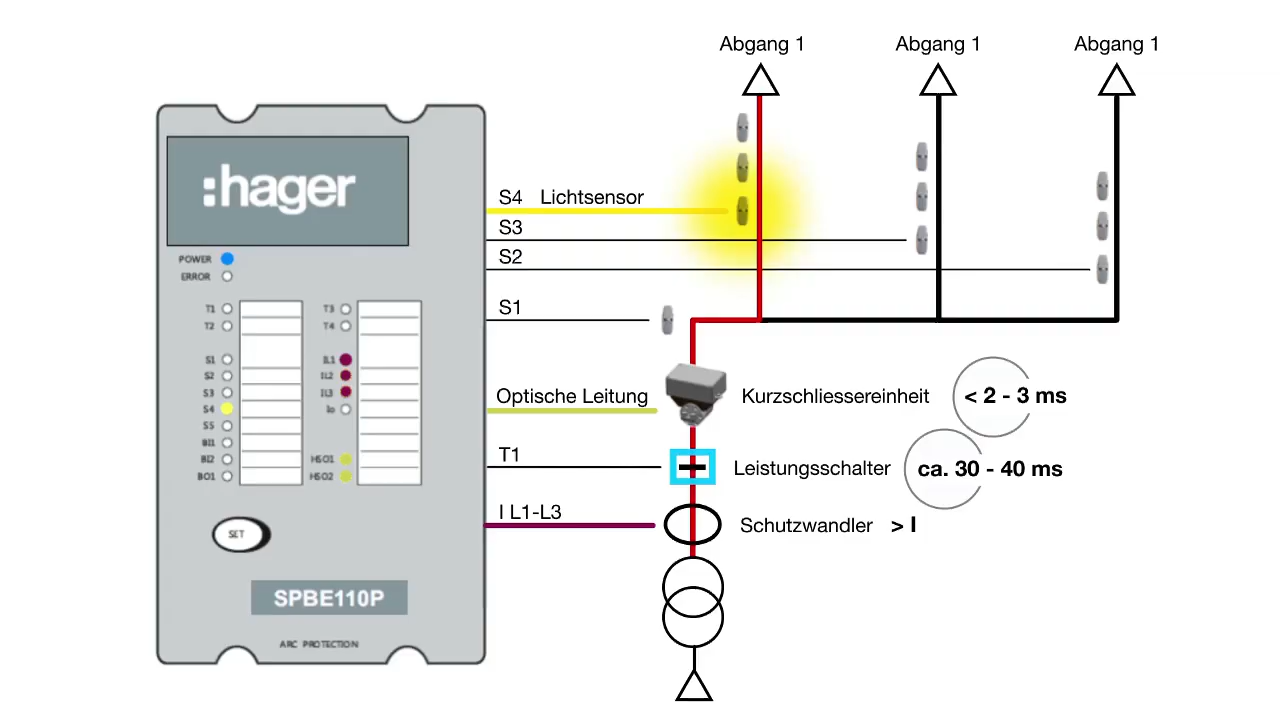 Abgang 1
Abgang 1
Abgang 1
:hager
POWER
ERROR
T1
T2
S1
S2
S3
S4
S5
BI1
BI2
BO1
T3
T4
IL1
IL2
IL3
Io
HSO1
HSO2
SET
SPBE110P
ARC PROTECTION
S4 Lichtsensor
S3
S2
S1
Optische Leitung
T1
I L1-L3
Kurzschliessereinheit < 2 - 3 ms
Leistungsschalter ca. 30 - 40 ms
Schutzwandler > I